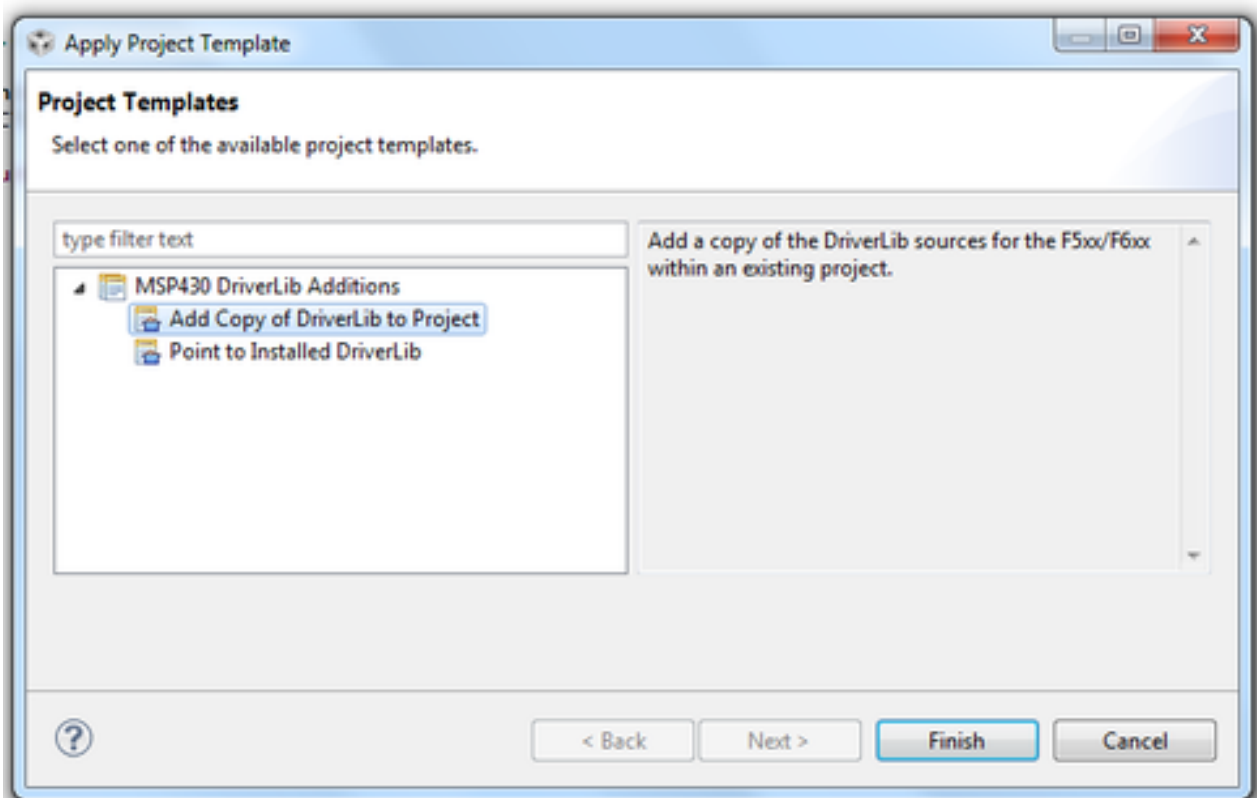 Apply Project Template
Project Templates
Select one of the available project templates.
type filter text
MSP430 DriverLib Additions
Add Copy of DriverLib to Project
Point to Installed DriverLib
Add a copy of the DriverLib sources for the F5xx/F6xx
within an existing project.
< Back
Next >
Finish
Cancel